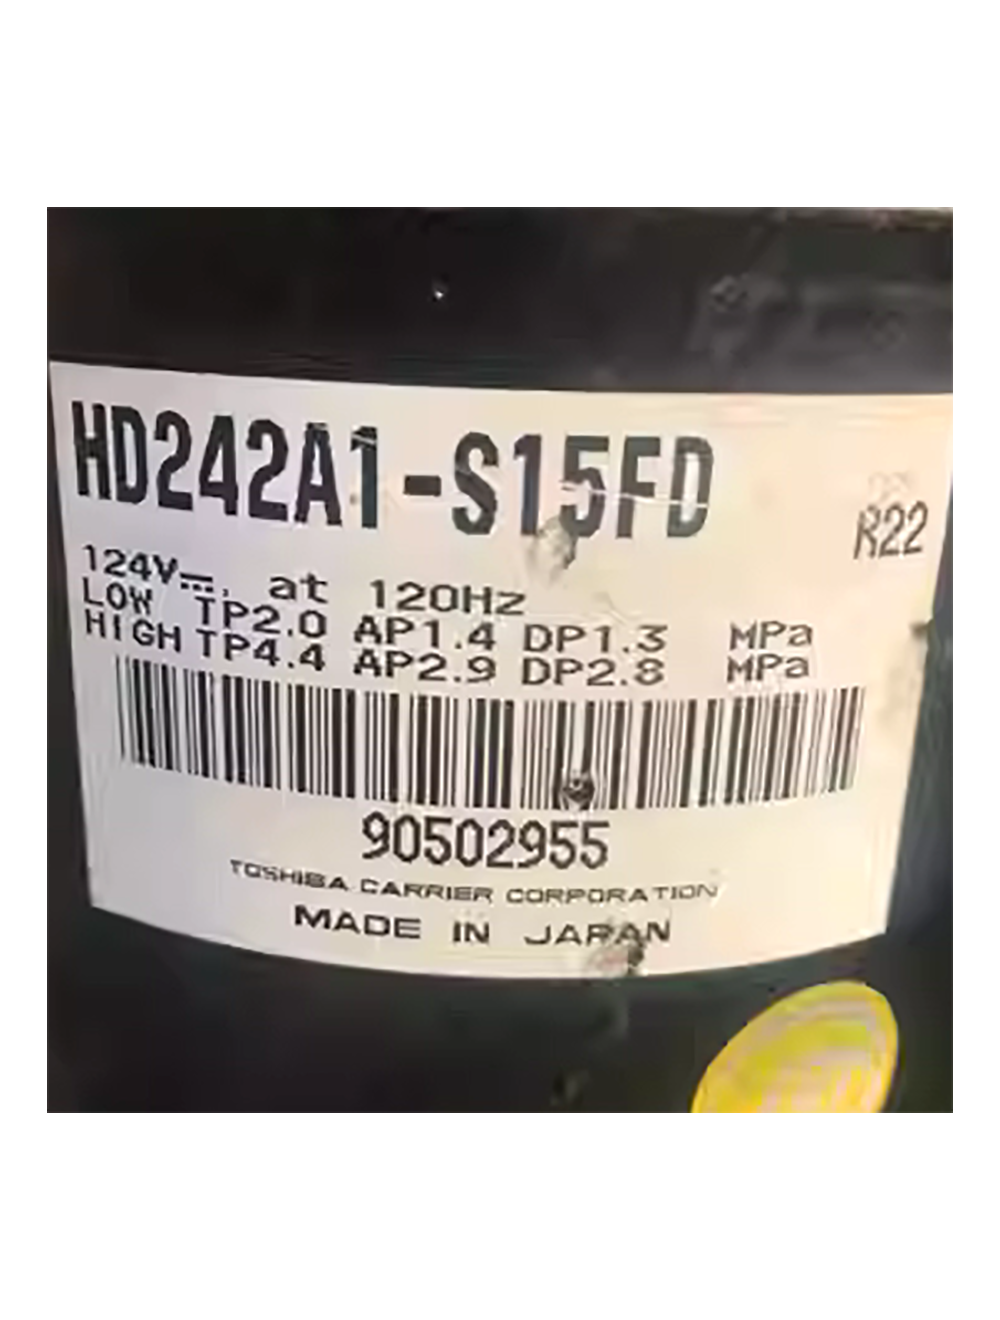 HD242A1-S15FD
R22
124V⎓, at 120Hz
LOW TP2.0 AP1.4 DP1.3 MPa
HIGH TP4.4 AP2.9 DP2.8 MPa
90502955
TOSHIBA CARRIER CORPORATION
MADE IN JAPAN